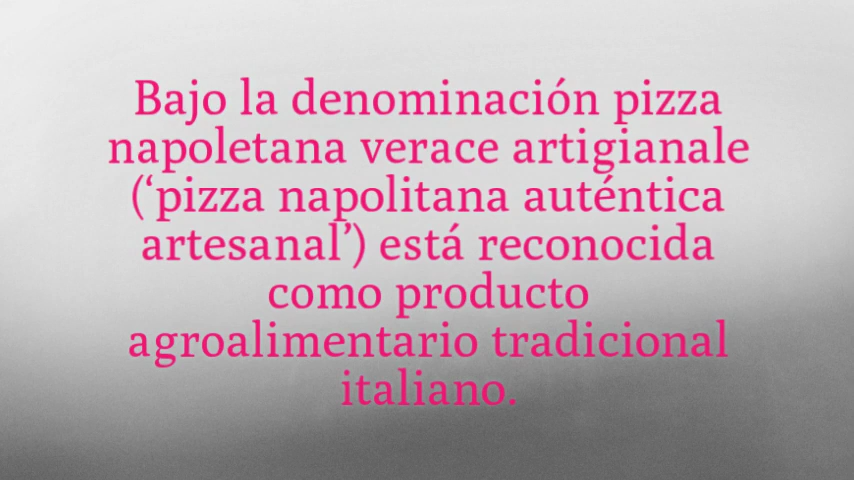 Bajo la denominación pizza
napoletana verace artigianale
(‘pizza napolitana auténtica
artesanal’) está reconocida
como producto
agroalimentario tradicional
italiano.